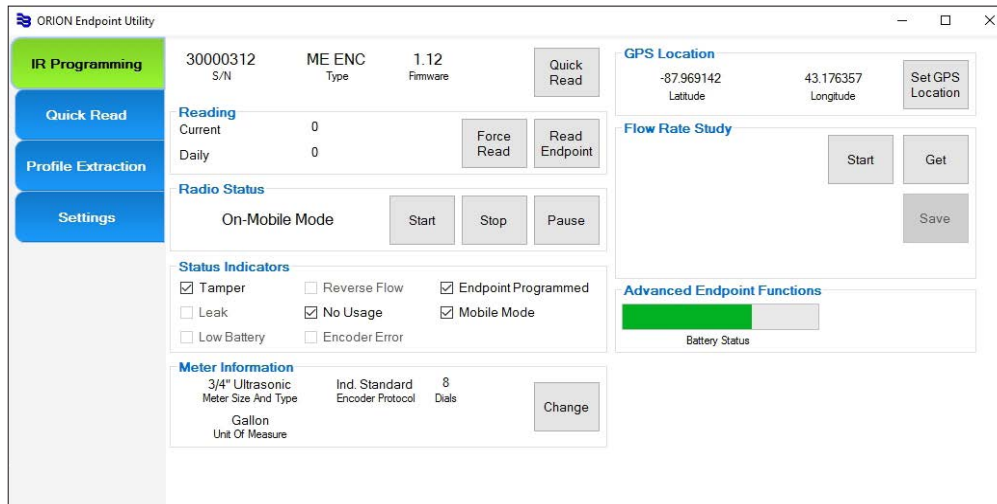 ORION Endpoint Utility
IR Programming
Quick Read
Profile Extraction
Settings
30000312
S/N
ME ENC
Type
1.12
Firmware
Quick
Read
Reading
Current
0
Daily
0
Force
Read
Read
Endpoint
Radio Status
On-Mobile Mode
Start
Stop
Pause
Status Indicators
Tamper
Reverse Flow
Endpoint Programmed
Leak
No Usage
Mobile Mode
Low Battery
Encoder Error
Meter Information
3/4" Ultrasonic
Meter Size And Type
Ind. Standard
Encoder Protocol
8
Dials
Gallon
Unit Of Measure
Change
GPS Location
-87.969142
Latitude
43.176357
Longitude
Set GPS
Location
Flow Rate Study
Start
Get
Save
Advanced Endpoint Functions
Battery Status